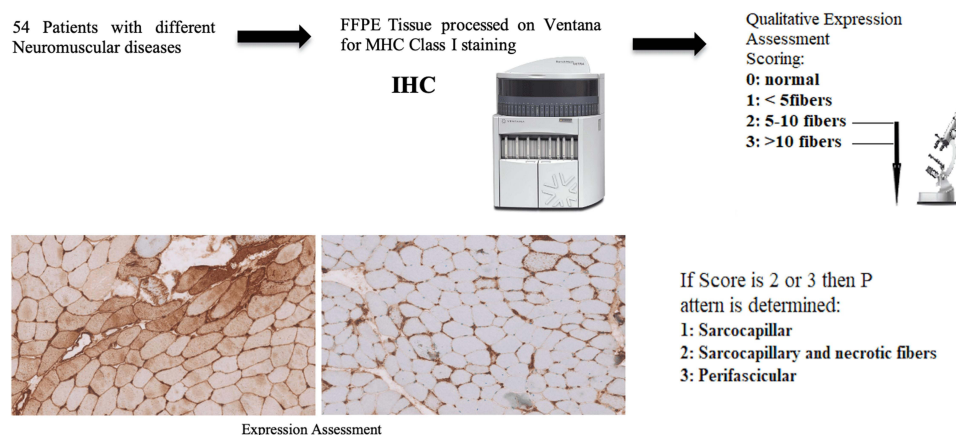 54 Patients with different
Neuromuscular diseases
FFPE Tissue processed on Ventana
for MHC Class I staining
IHC
Qualitative Expression
Assessment
Scoring:
0: normal
1: < 5fibers
2: 5-10 fibers
3: >10 fibers
If Score is 2 or 3 then P
attern is determined:
1: Sarcocapillar
2: Sarcocapillary and necrotic fibers
3: Perifascicular
Expression Assessment